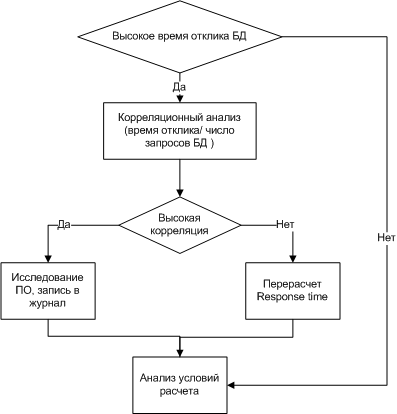 Высокое время отклика БД
Да
Корреляционный анализ
(время отклика/ число
запросов БД )
Высокая
корреляция
Да
Нет
Нет
Исследование
ПО, запись в
журнал
Перерасчет
Response time
Анализ условий
расчета